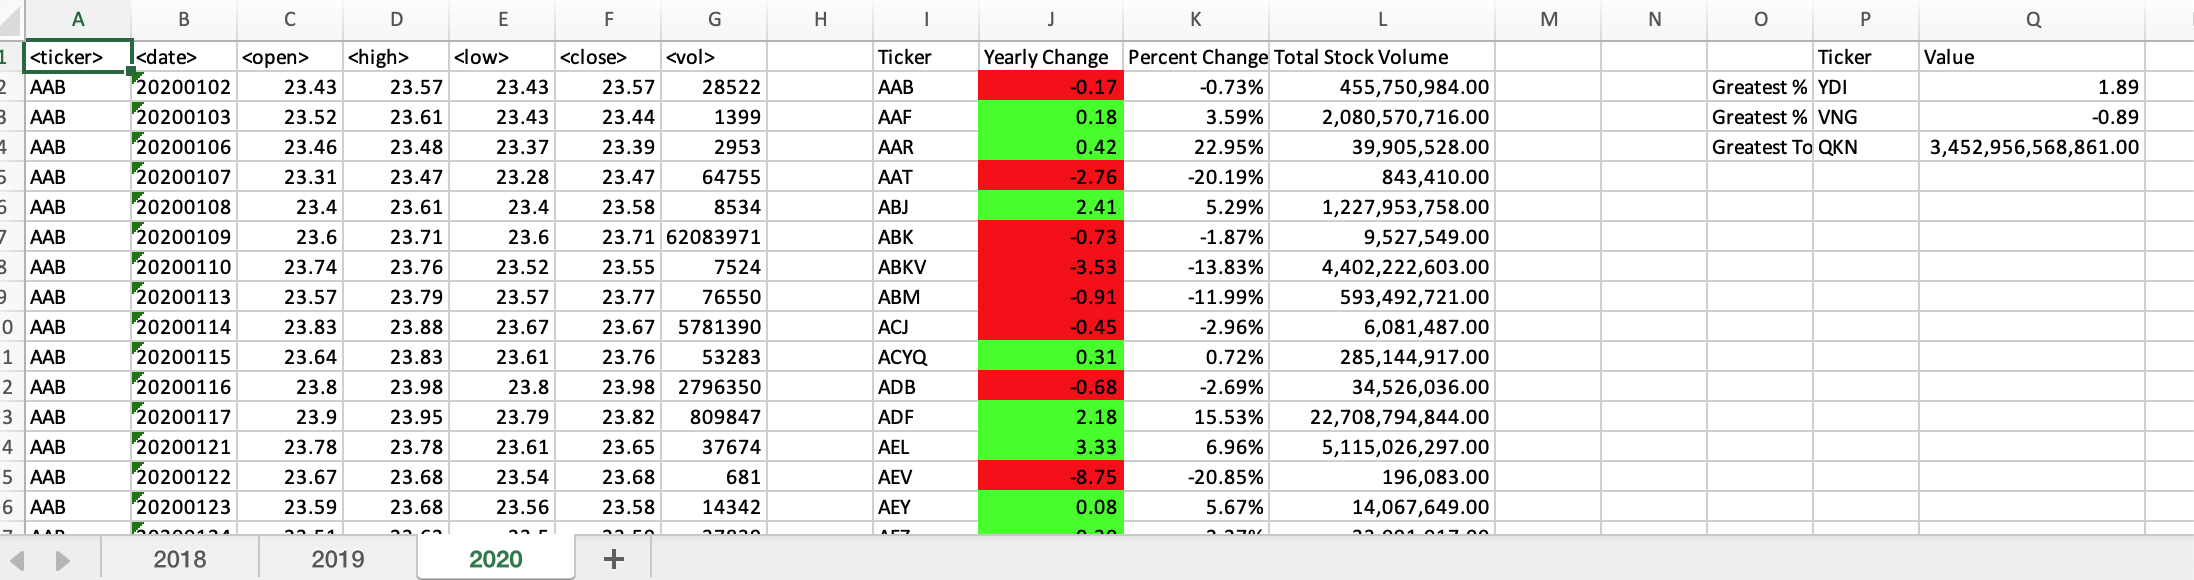 A B C D E F G H I J K L M N O P Q
1 <ticker> <date> <open> <high> <low> <close> <vol> Ticker Yearly Change Percent Change Total Stock Volume Ticker Value
2 AAB 20200102 23.43 23.57 23.43 23.57 28522 AAB -0.17 -0.73% 455,750,984.00 Greatest % YDI 1.89
3 AAB 20200103 23.52 23.61 23.43 23.44 1399 AAF 0.18 3.59% 2,080,570,716.00 Greatest % VNG -0.89
4 AAB 20200106 23.46 23.48 23.37 23.39 2953 AAR 0.42 22.95% 39,905,528.00 Greatest To QKN 3,452,956,568,861.00
5 AAB 20200107 23.31 23.47 23.28 23.47 64755 AAT -2.76 -20.19% 843,410.00
6 AAB 20200108 23.4 23.61 23.4 23.58 8534 ABJ 2.41 5.29% 1,227,953,758.00
7 AAB 20200109 23.6 23.71 23.6 23.71 62083971 ABK -0.73 -1.87% 9,527,549.00
8 AAB 20200110 23.74 23.76 23.52 23.55 7524 ABKV -3.53 -13.83% 4,402,222,603.00
9 AAB 20200113 23.57 23.79 23.57 23.77 76550 ABM -0.91 -11.99% 593,492,721.00
0 AAB 20200114 23.83 23.88 23.67 23.67 5781390 ACJ -0.45 -2.96% 6,081,487.00
1 AAB 20200115 23.64 23.83 23.61 23.76 53283 ACYQ 0.31 0.72% 285,144,917.00
2 AAB 20200116 23.8 23.98 23.8 23.98 2796350 ADB -0.68 -2.69% 34,526,036.00
3 AAB 20200117 23.9 23.95 23.79 23.82 809847 ADF 2.18 15.53% 22,708,794,844.00
4 AAB 20200121 23.78 23.78 23.61 23.65 37674 AEL 3.33 6.96% 5,115,026,297.00
5 AAB 20200122 23.67 23.68 23.54 23.68 681 AEV -8.75 -20.85% 196,083.00
6 AAB 20200123 23.59 23.68 23.56 23.58 14342 AEY 0.08 5.67% 14,067,649.00
2018 2019 2020 +